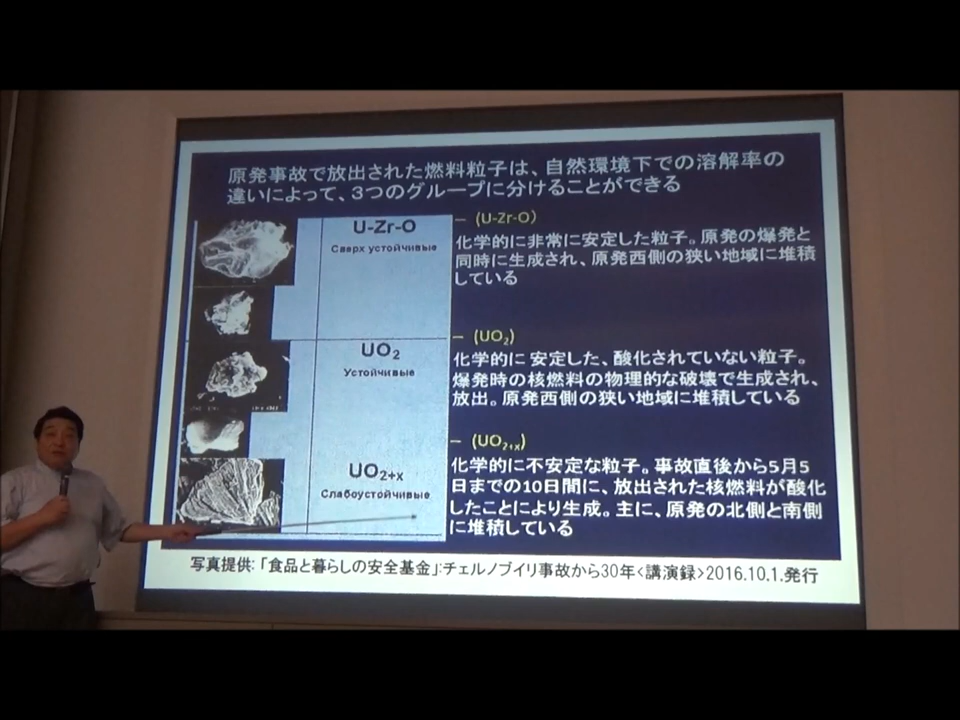 原発事故で放出された燃料粒子は、自然環境下での溶解率の
違いによって、3つのグループに分けることができる
U-Zr-O
Сверх устойчивые
– (U-Zr-O)
化学的に非常に安定した粒子。原発の爆発と
同時に生成され、原発西側の狭い地域に堆積
している
UO₂
Устойчивые
– (UO₂)
化学的に 安定した、酸化されていない粒子。
爆発時の核燃料の物理的な破壊で生成され、
放出。原発西側の狭い地域に堆積している
UO₂₊ₓ
Слабоустойчивые
– (UO₂₊ₓ)
化学的に不安定な粒子。事故直後から5月5
日までの10日間に、放出された核燃料が酸化
したことにより生成。主に、原発の北側と南側
に堆積している
写真提供:「食品と暮らしの安全基金」:チェルノブイリ事故から30年<講演録>2016.10.1.発行